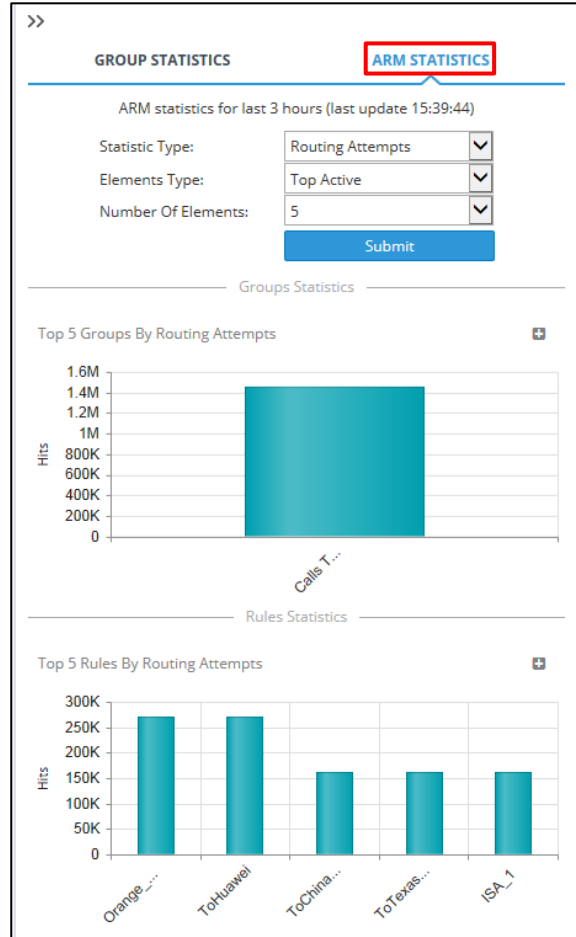 GROUP STATISTICS ARM STATISTICS
ARM statistics for last 3 hours (last update 15:39:44)
Statistic Type: Routing Attempts
Elements Type: Top Active
Number Of Elements: 5
Submit
Groups Statistics
Top 5 Groups By Routing Attempts
1.6M
1.4M
1.2M
1M
800K
600K
400K
200K
0
Hits
Calls T...
Rules Statistics
Top 5 Rules By Routing Attempts
300K
250K
200K
150K
100K
50K
0
Hits
Orange_... ToHuawei ToChina... ToTexas... ISA_1